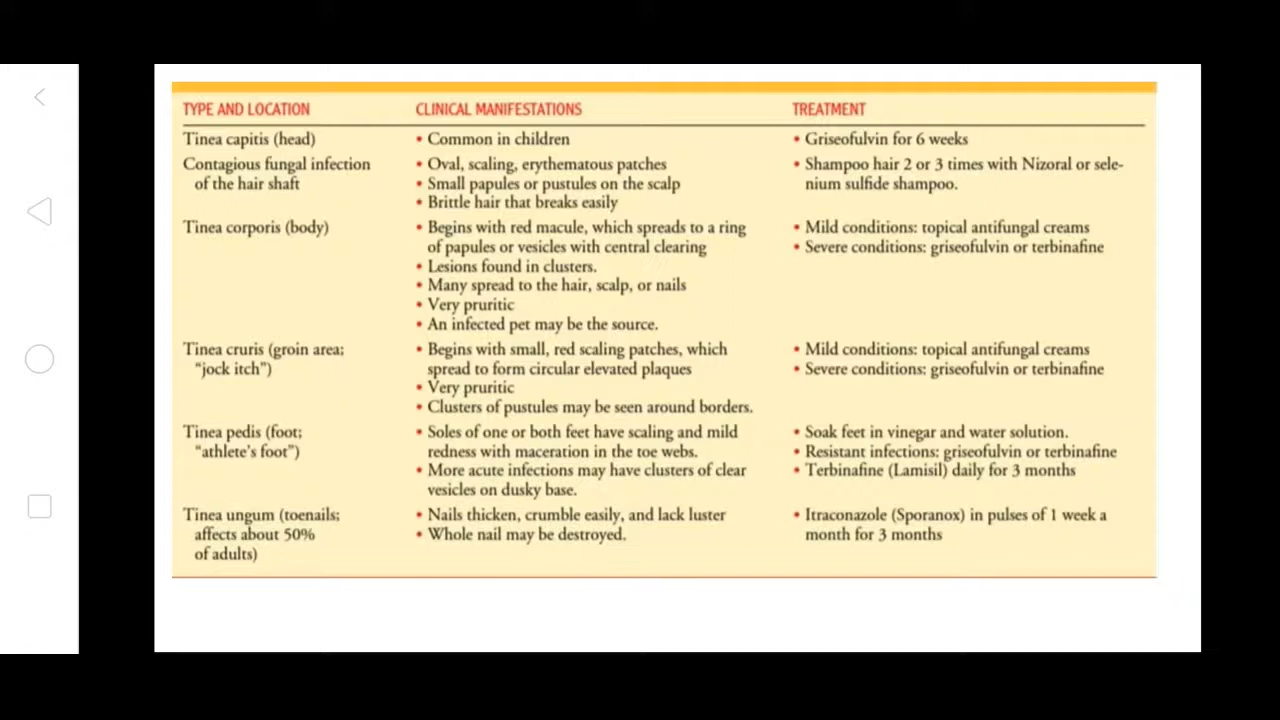 TYPE AND LOCATION CLINICAL MANIFESTATIONS TREATMENT
Tinea capitis (head) • Common in children • Griseofulvin for 6 weeks
Contagious fungal infection • Oval, scaling, erythematous patches • Shampoo hair 2 or 3 times with Nizoral or sele-
of the hair shaft • Small papules or pustules on the scalp nium sulfide shampoo.
• Brittle hair that breaks easily
Tinea corporis (body) • Begins with red macule, which spreads to a ring • Mild conditions: topical antifungal creams
of papules or vesicles with central clearing • Severe conditions: griseofulvin or terbinafine
• Lesions found in clusters.
• Many spread to the hair, scalp, or nails
• Very pruritic
• An infected pet may be the source.
Tinea cruris (groin area; • Begins with small, red scaling patches, which • Mild conditions: topical antifungal creams
"jock itch") spread to form circular elevated plaques • Severe conditions: griseofulvin or terbinafine
• Very pruritic
• Clusters of pustules may be seen around borders.
Tinea pedis (foot; • Soles of one or both feet have scaling and mild • Soak feet in vinegar and water solution.
"athlete's foot") redness with maceration in the toe webs. • Resistant infections: griseofulvin or terbinafine
• More acute infections may have clusters of clear • Terbinafine (Lamisil) daily for 3 months
vesicles on dusky base.
Tinea ungum (toenails; • Nails thicken, crumble easily, and lack luster • Itraconazole (Sporanox) in pulses of 1 week a
affects about 50% • Whole nail may be destroyed. month for 3 months
of adults)